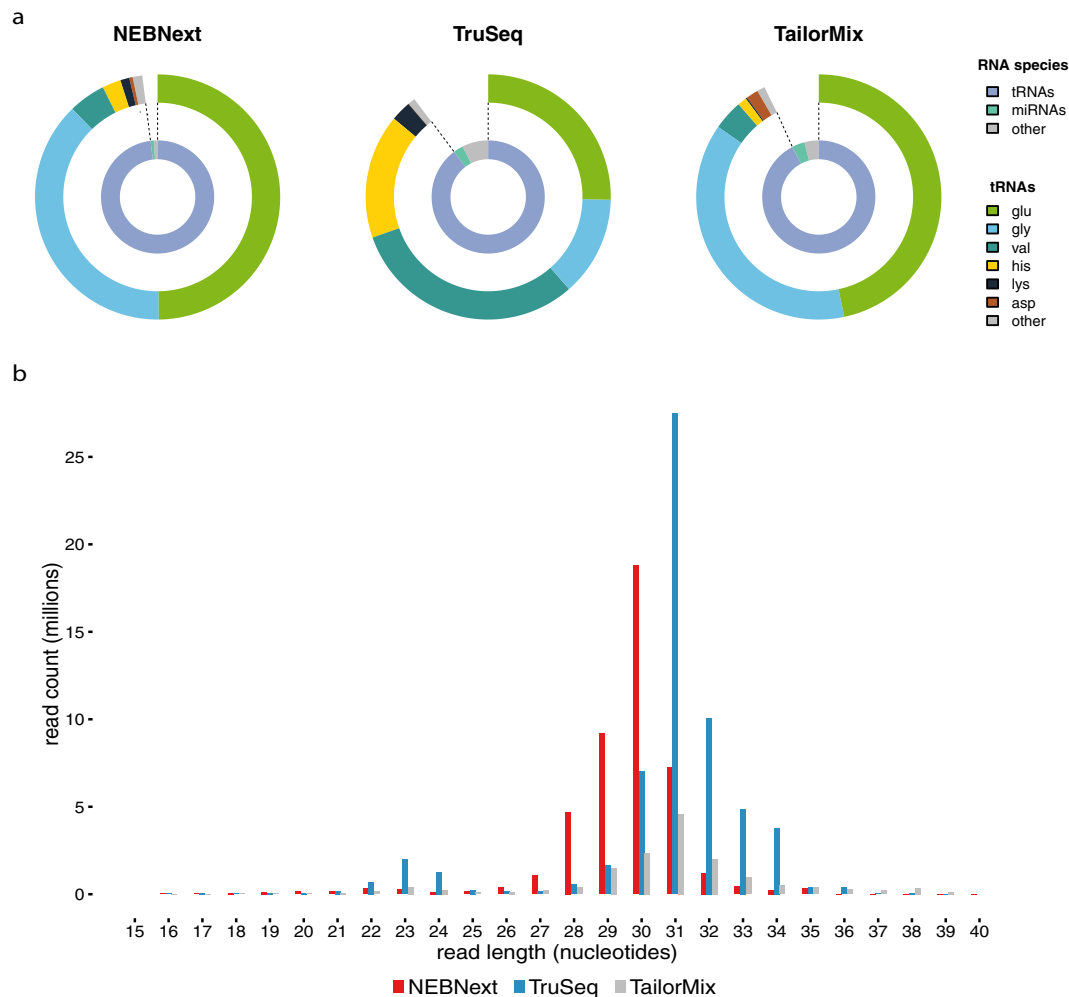 a
NEBNext
TruSeq
TailorMix
RNA species
tRNAs
miRNAs
other
tRNAs
glu
gly
val
his
lys
asp
other
b
read count (millions)
25
20
15
10
5
0
15 16 17 18 19 20 21 22 23 24 25 26 27 28 29 30 31 32 33 34 35 36 37 38 39 40
read length (nucleotides)
NEBNext TruSeq TailorMix